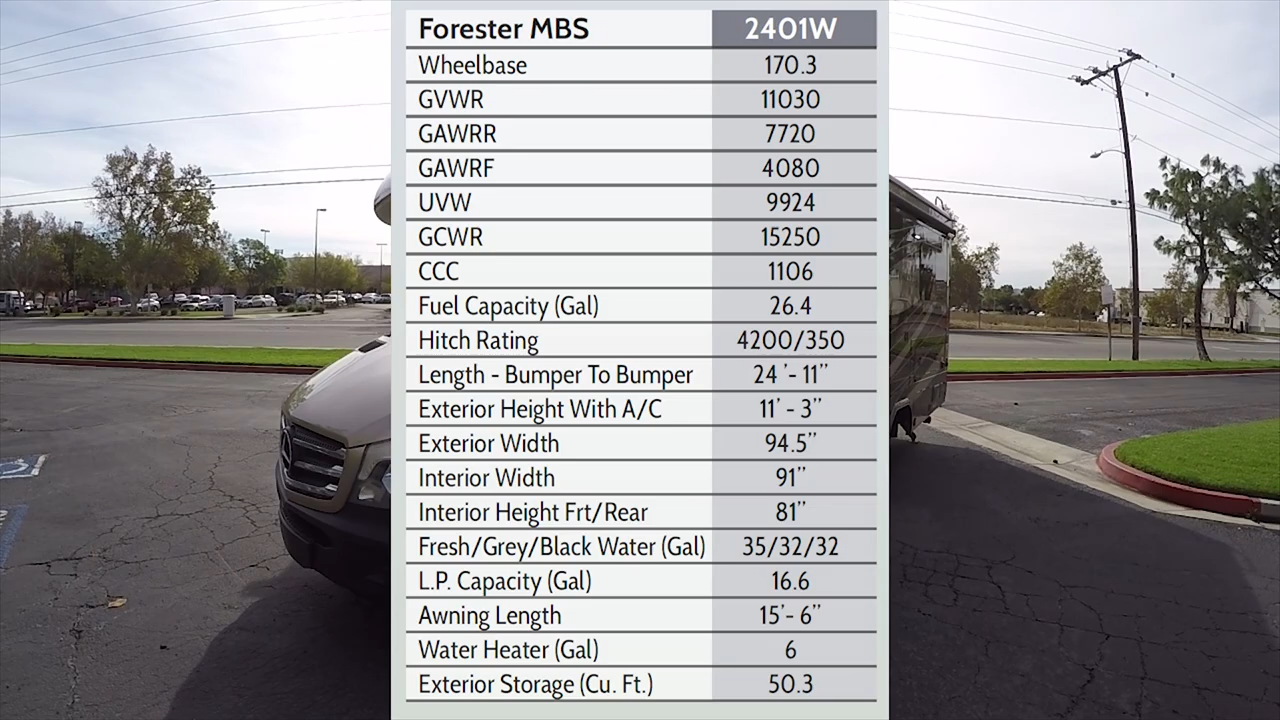 Forester MBS 2401W
Wheelbase 170.3
GVWR 11030
GAWRR 7720
GAWRF 4080
UVW 9924
GCWR 15250
CCC 1106
Fuel Capacity (Gal) 26.4
Hitch Rating 4200/350
Length - Bumper To Bumper 24 ’- 11”
Exterior Height With A/C 11’ - 3”
Exterior Width 94.5”
Interior Width 91”
Interior Height Frt/Rear 81”
Fresh/Grey/Black Water (Gal) 35/32/32
L.P. Capacity (Gal) 16.6
Awning Length 15’- 6”
Water Heater (Gal) 6
Exterior Storage (Cu. Ft.) 50.3